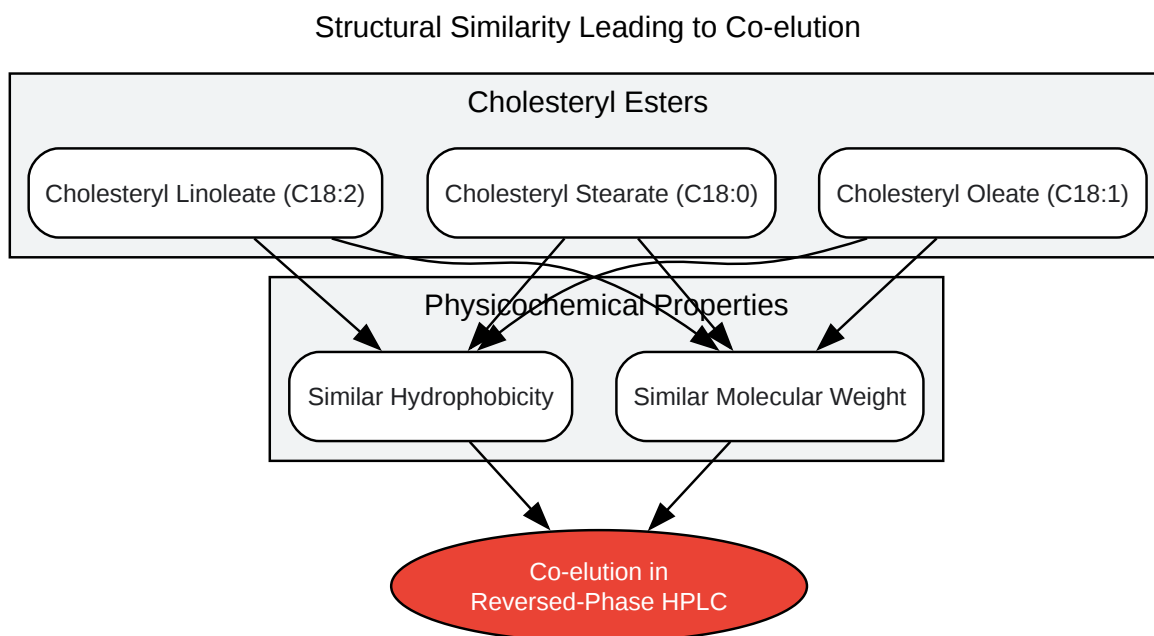 Structural Similarity Leading to Co-elution
Cholesteryl Esters
Cholesteryl Linoleate (C18:2)
Cholesteryl Stearate (C18:0)
Cholesteryl Oleate (C18:1)
Physicochemical Properties
Similar Hydrophobicity
Similar Molecular Weight
Co-elution in
Reversed-Phase HPLC